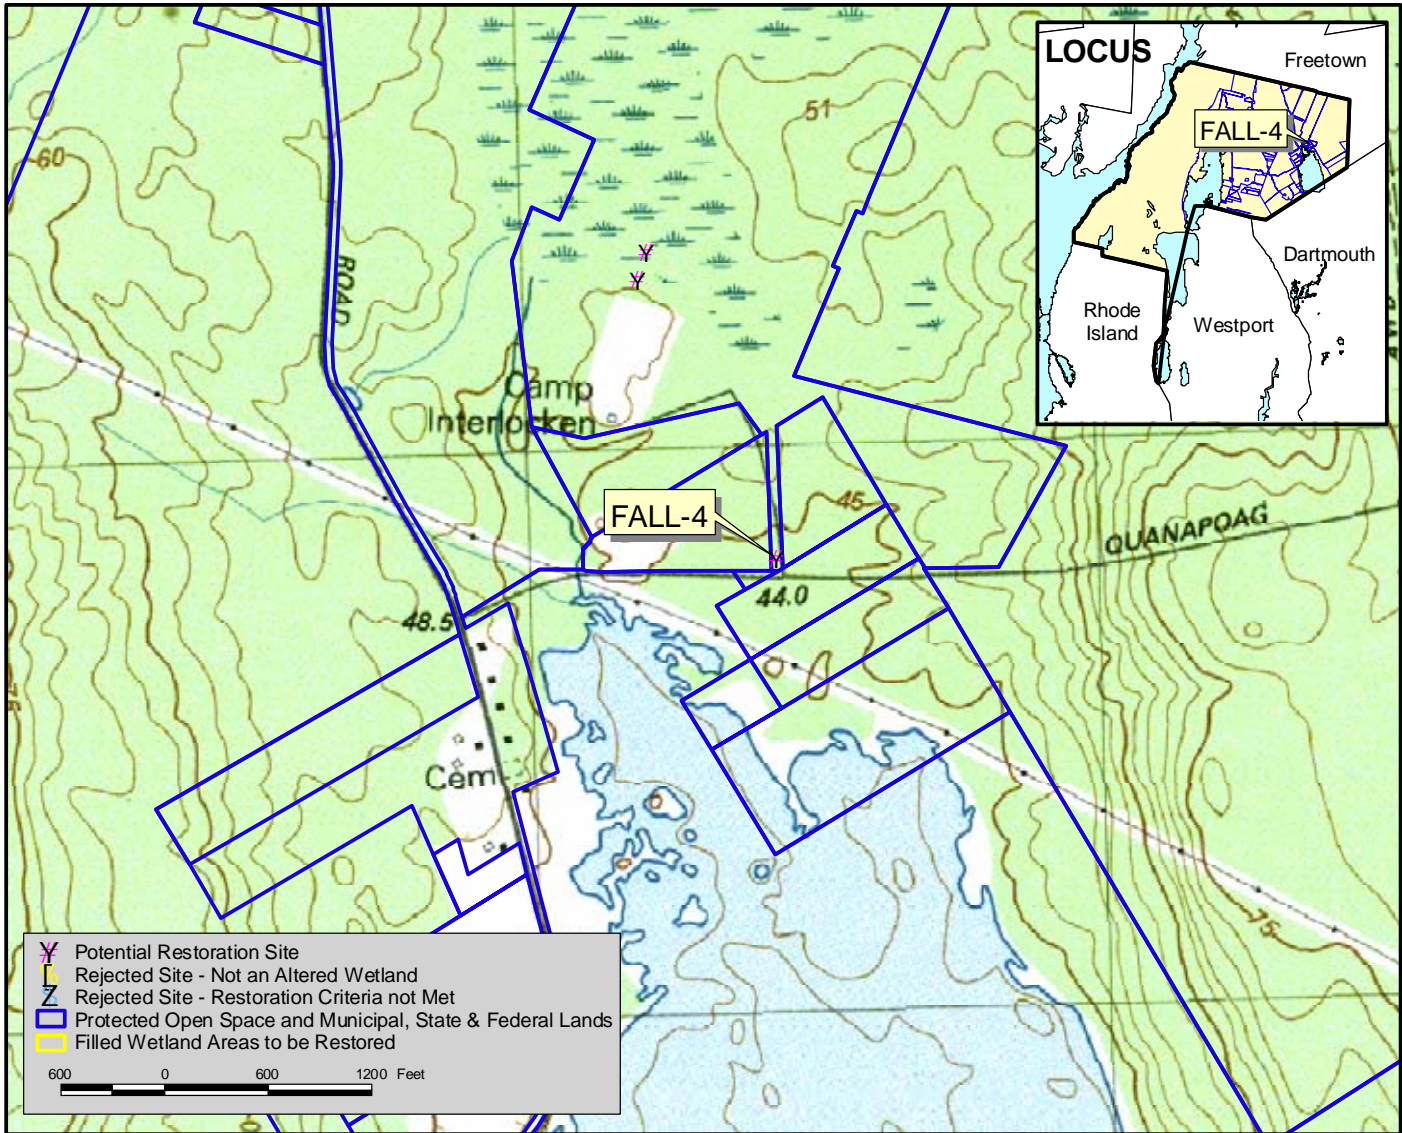 LOCUS
Freetown
FALL-4
Dartmouth
Rhode
Island
Westport
51
60
ROAD
Camp
Interlocken
FALL-4
45
QUANAPOAG
44.0
48.5
Cem
75
Potential Restoration Site
Rejected Site - Not an Altered Wetland
Rejected Site - Restoration Criteria not Met
Protected Open Space and Municipal, State & Federal Lands
Filled Wetland Areas to be Restored
600 0 600 1200 Feet